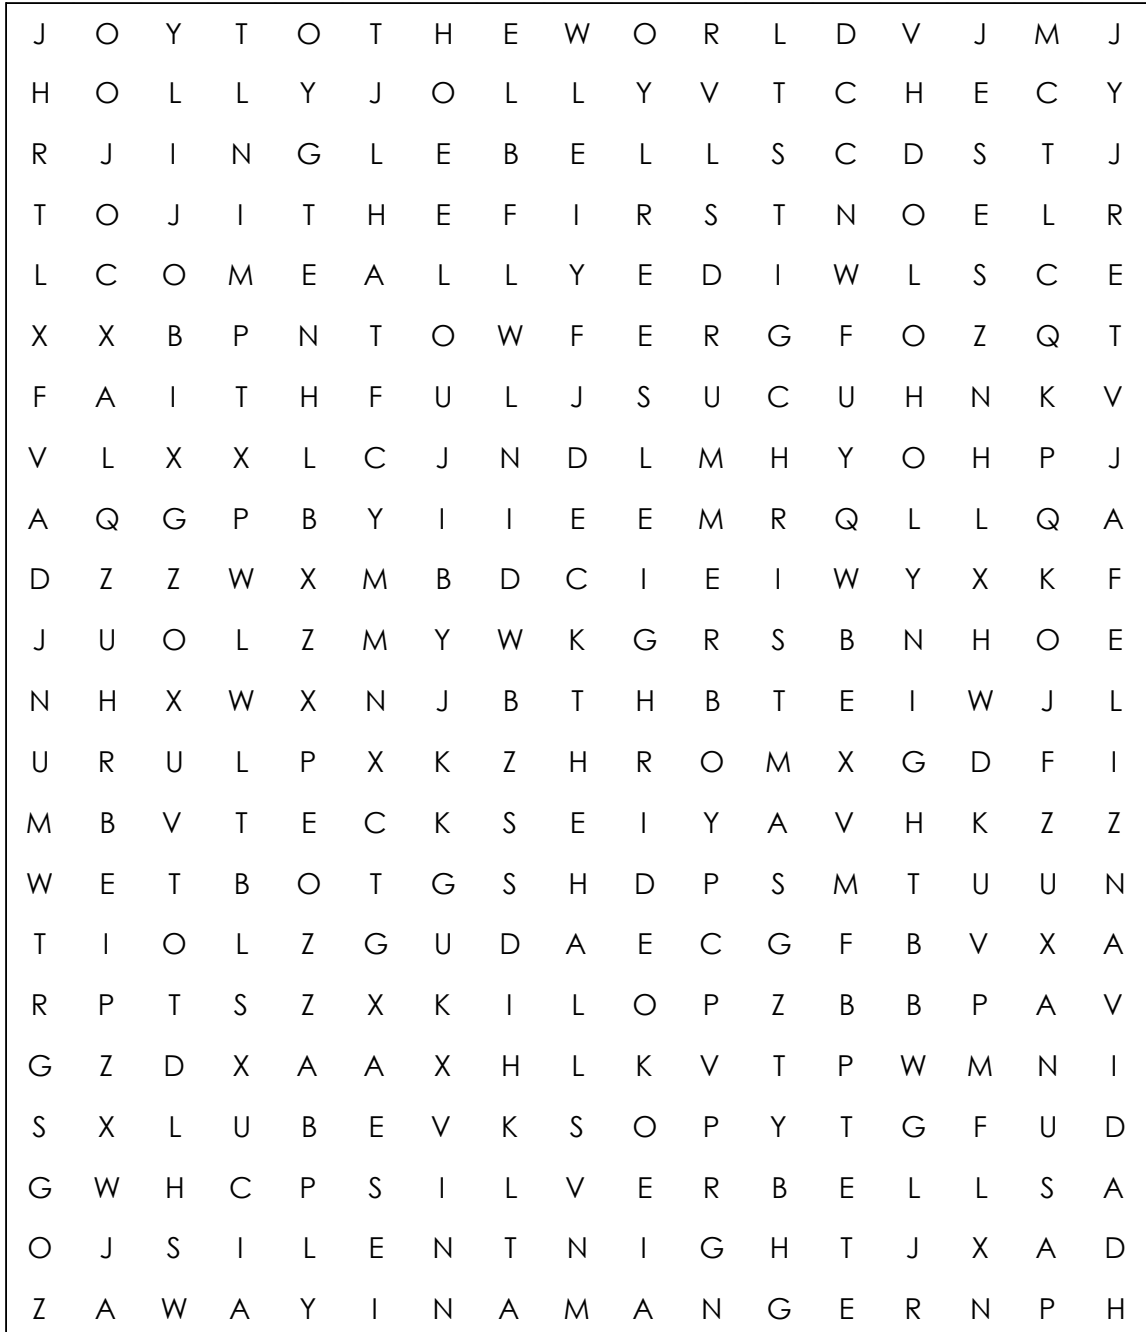 J O Y T O T H E W O R L D V J M J
H O L L Y J O L L Y V T C H E C Y
R J I N G L E B E L L S C D S T J
T O J I T H E F I R S T N O E L R
L C O M E A L L Y E D I W L S C E
X X B P N T O W F E R G F O Z Q T
F A I T H F U L J S U C U H N K V
V L X X L C J N D L M H Y O H P J
A Q G P B Y I I E E M R Q L L Q A
D Z Z W X M B D C I E I W Y X K F
J U O L Z M Y W K G R S B N H O E
N H X W X N J B T H B T E I W J L
U R U L P X K Z H R O M X G D F I
M B V T E C K S E I Y A V H K Z Z
W E T B O T G S H D P S M T U U N
T I O L Z G U D A E C G F B V X A
R P T S Z X K I L O P Z B B P A V
G Z D X A A X H L K V T P W M N I
S X L U B E V K S O P Y T G F U D
G W H C P S I L V E R B E L L S A
O J S I L E N T N I G H T J X A D
Z A W A Y I N A M A N G E R N P H